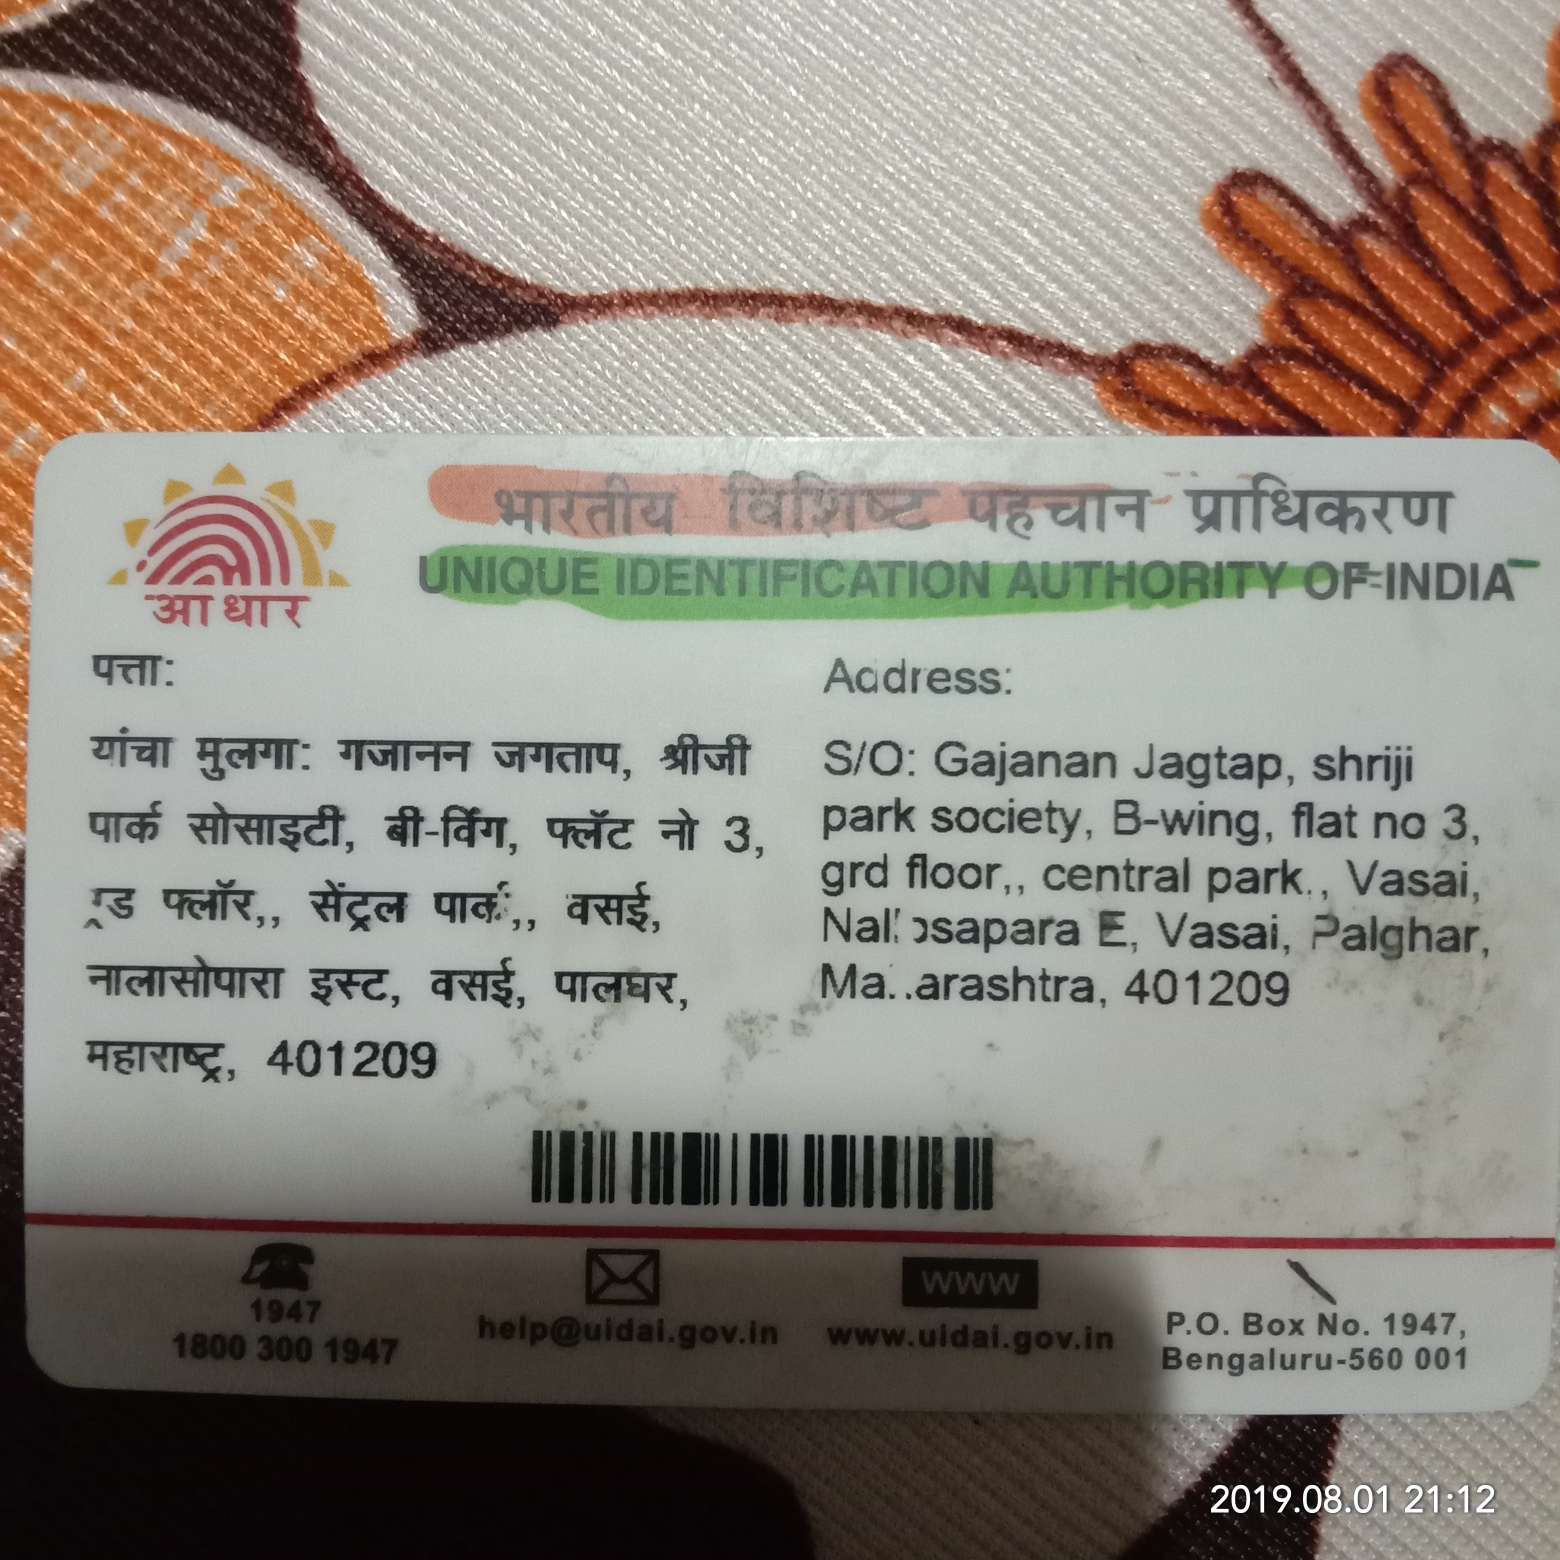 भारतीय विशिष्ट पहचान प्राधिकरण
UNIQUE IDENTIFICATION AUTHORITY OF INDIA
आधार
पत्ता:
यांचा मुलगा: गजानन जगताप, श्रीजी
पार्क सोसाइटी, बी-विंग, फ्लॅट नो 3,
फ्लॉर,, सेंट्रल पार्क,, वसई,
नालासोपारा इस्ट, वसई, पालघर,
महाराष्ट्र, 401209
Address:
S/O: Gajanan Jagtap, shriji
park society, B-wing, flat no 3,
grd floor,, central park., Vasai,
E, Vasai, Palghar,
Maharashtra, 401209
1947
1800 300 1947
help@uidai.gov.in
www
www.uidai.gov.in
P.O. Box No. 1947,
Bengaluru-560 001
2019.08.01 21:12